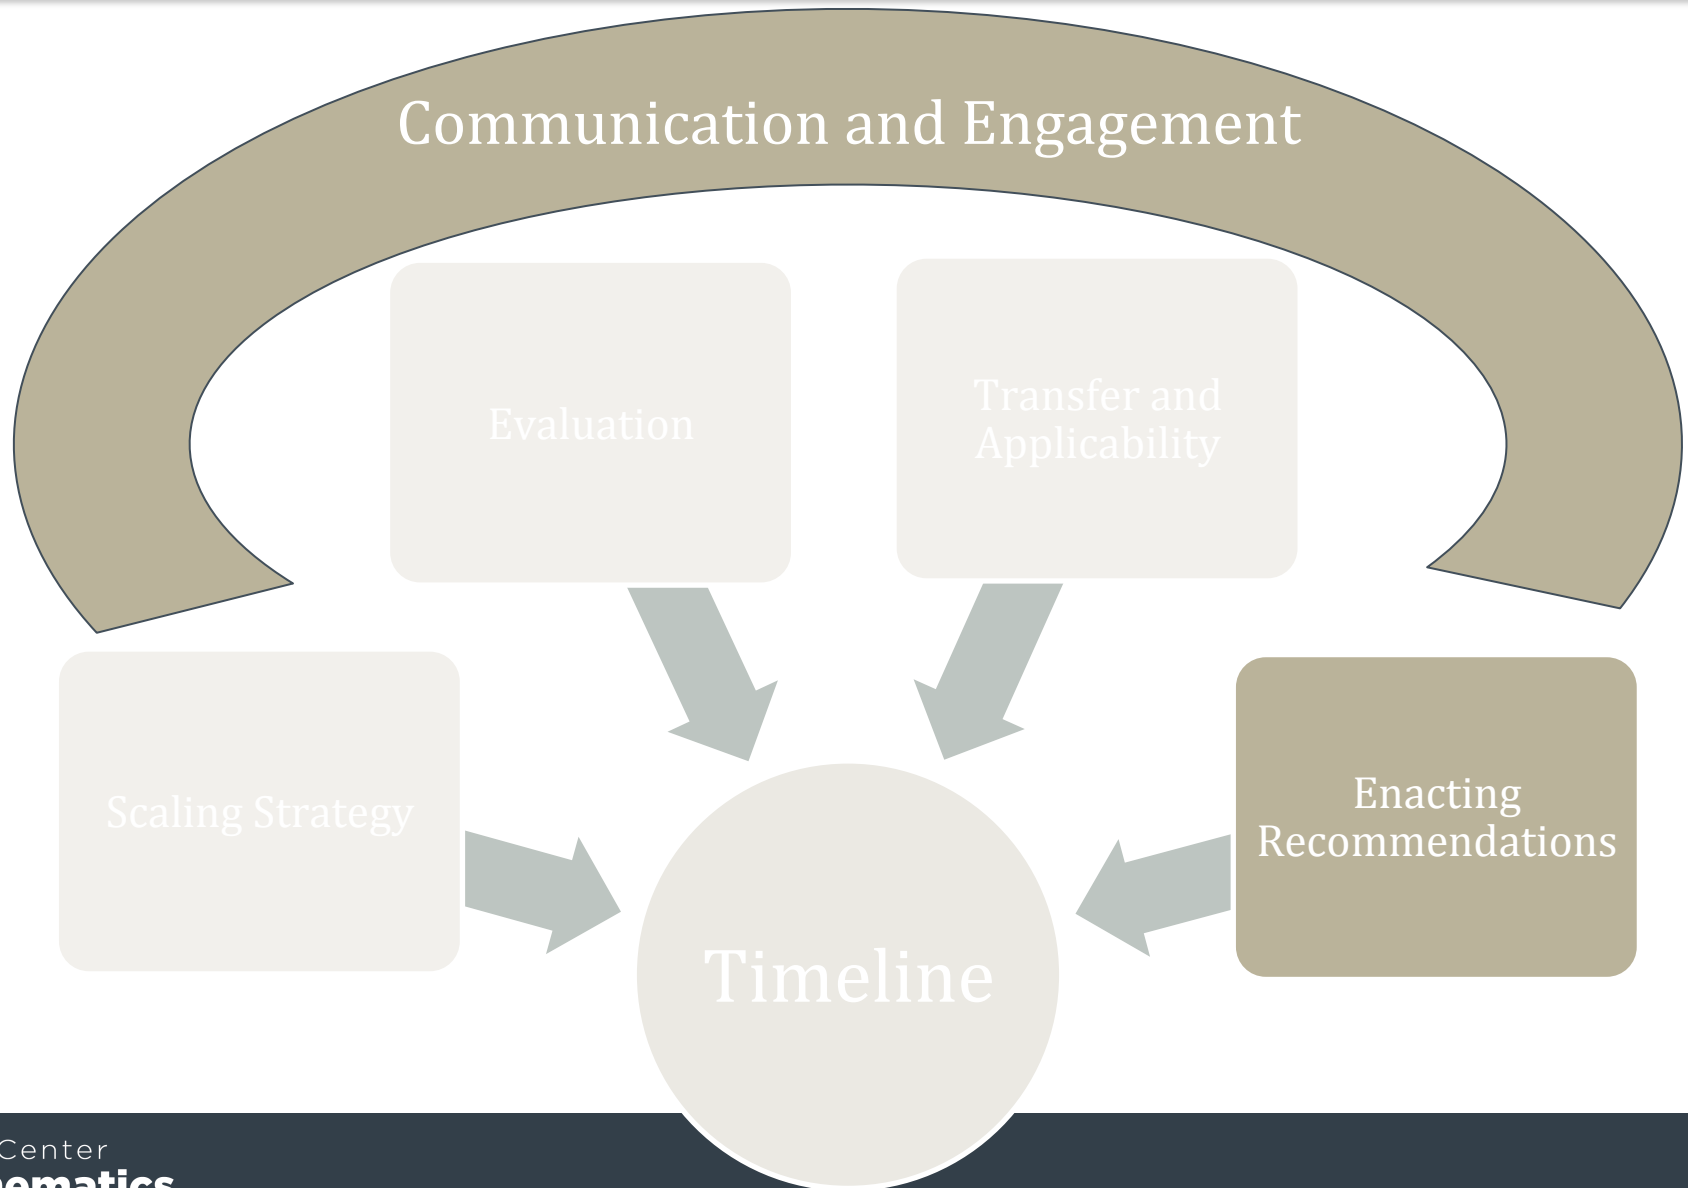 Communication and Engagement
Evaluation
Transfer and
Applicability
Scaling Strategy
Enacting
Recommendations
Timeline
Center